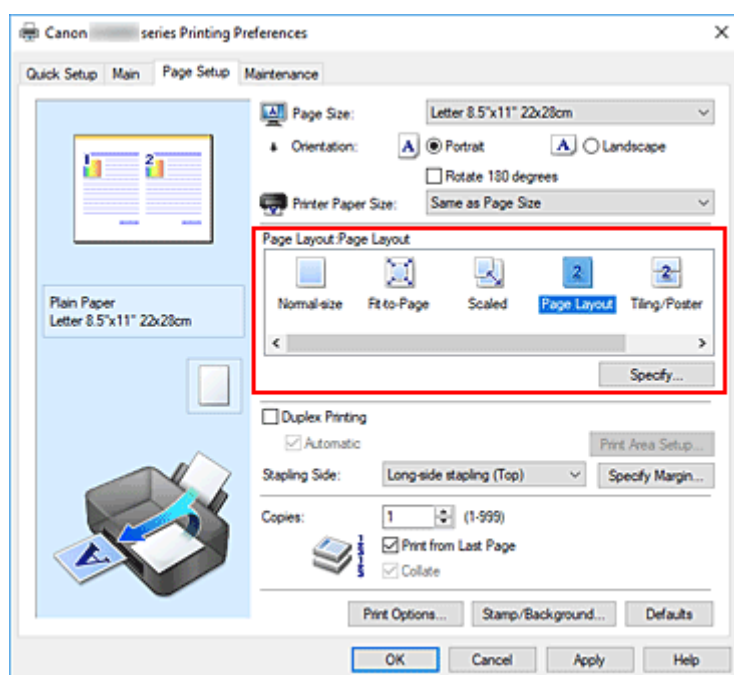 Canon series Printing Preferences
Quick Setup Main Page Setup Maintenance
Page Size: Letter 8.5"x11" 22x28cm
Orientation: A Portrait A Landscape
Rotate 180 degrees
Printer Paper Size: Same as Page Size
Page Layout:Page Layout
1 2
2 2
Normal-size Fit-to-Page Scaled Page Layout Tiling/Poster
Plain Paper
Letter 8.5"x11" 22x28cm
Specify...
Duplex Printing
Automatic Print Area Setup...
Stapling Side: Long-side stapling (Top) Specify Margin...
Copies: 1 (1-999)
Print from Last Page
Collate
A
Print Options... Stamp/Background... Defaults
OK Cancel Apply Help